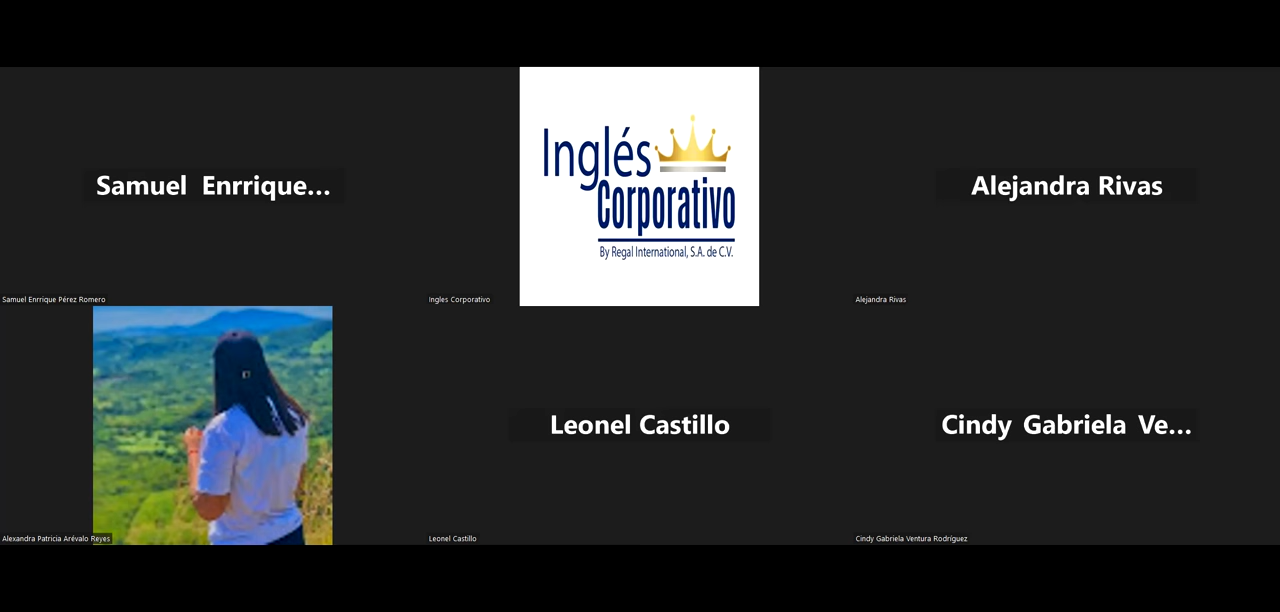 Samuel Enrrique...
Samuel Enrrique Pérez Romero
Inglés
Corporativo
By Regal International, S.A. de C.V.
Ingles Corporativo
Alejandra Rivas
Alejandra Rivas
Alexandra Patricia Arévalo Reyes
Leonel Castillo
Leonel Castillo
Cindy Gabriela Ve...
Cindy Gabriela Ventura Rodríguez